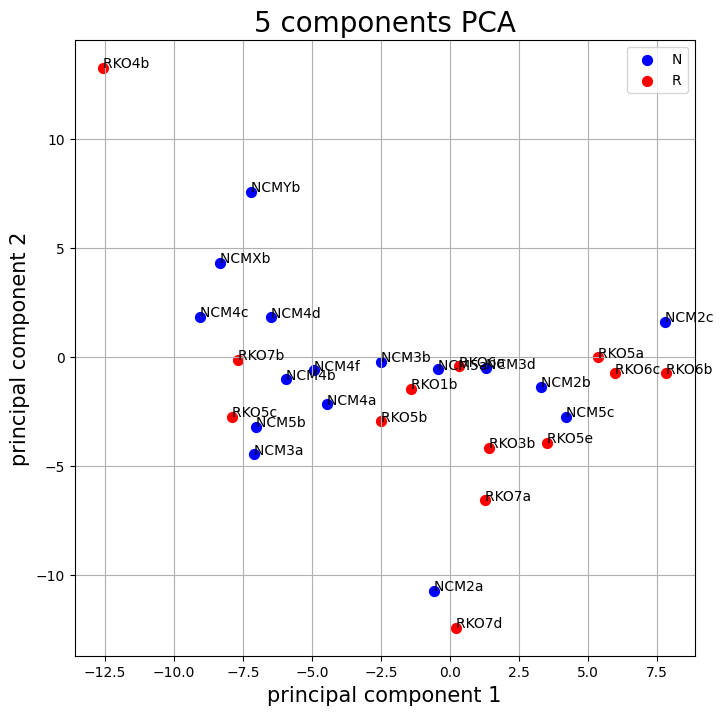 5 components PCA
N
R
RKO4b
NCMYb
NCMXb
NCM4c
NCM4d
NCM2c
RKO7b
NCM4f
NCM4b
NCM3b
RKO6a
NCM3d
RKO5a
RKO6c
RKO6b
RKO1b
NCM2b
NCM4a
RKO5c
NCM5b
RKO5b
NCM5c
NCM3a
RKO3b
RKO5e
RKO7a
NCM2a
RKO7d
10
5
0
−5
−10
−12.5
−10.0
−7.5
−5.0
−2.5
0.0
2.5
5.0
7.5
principal component 1
principal component 2